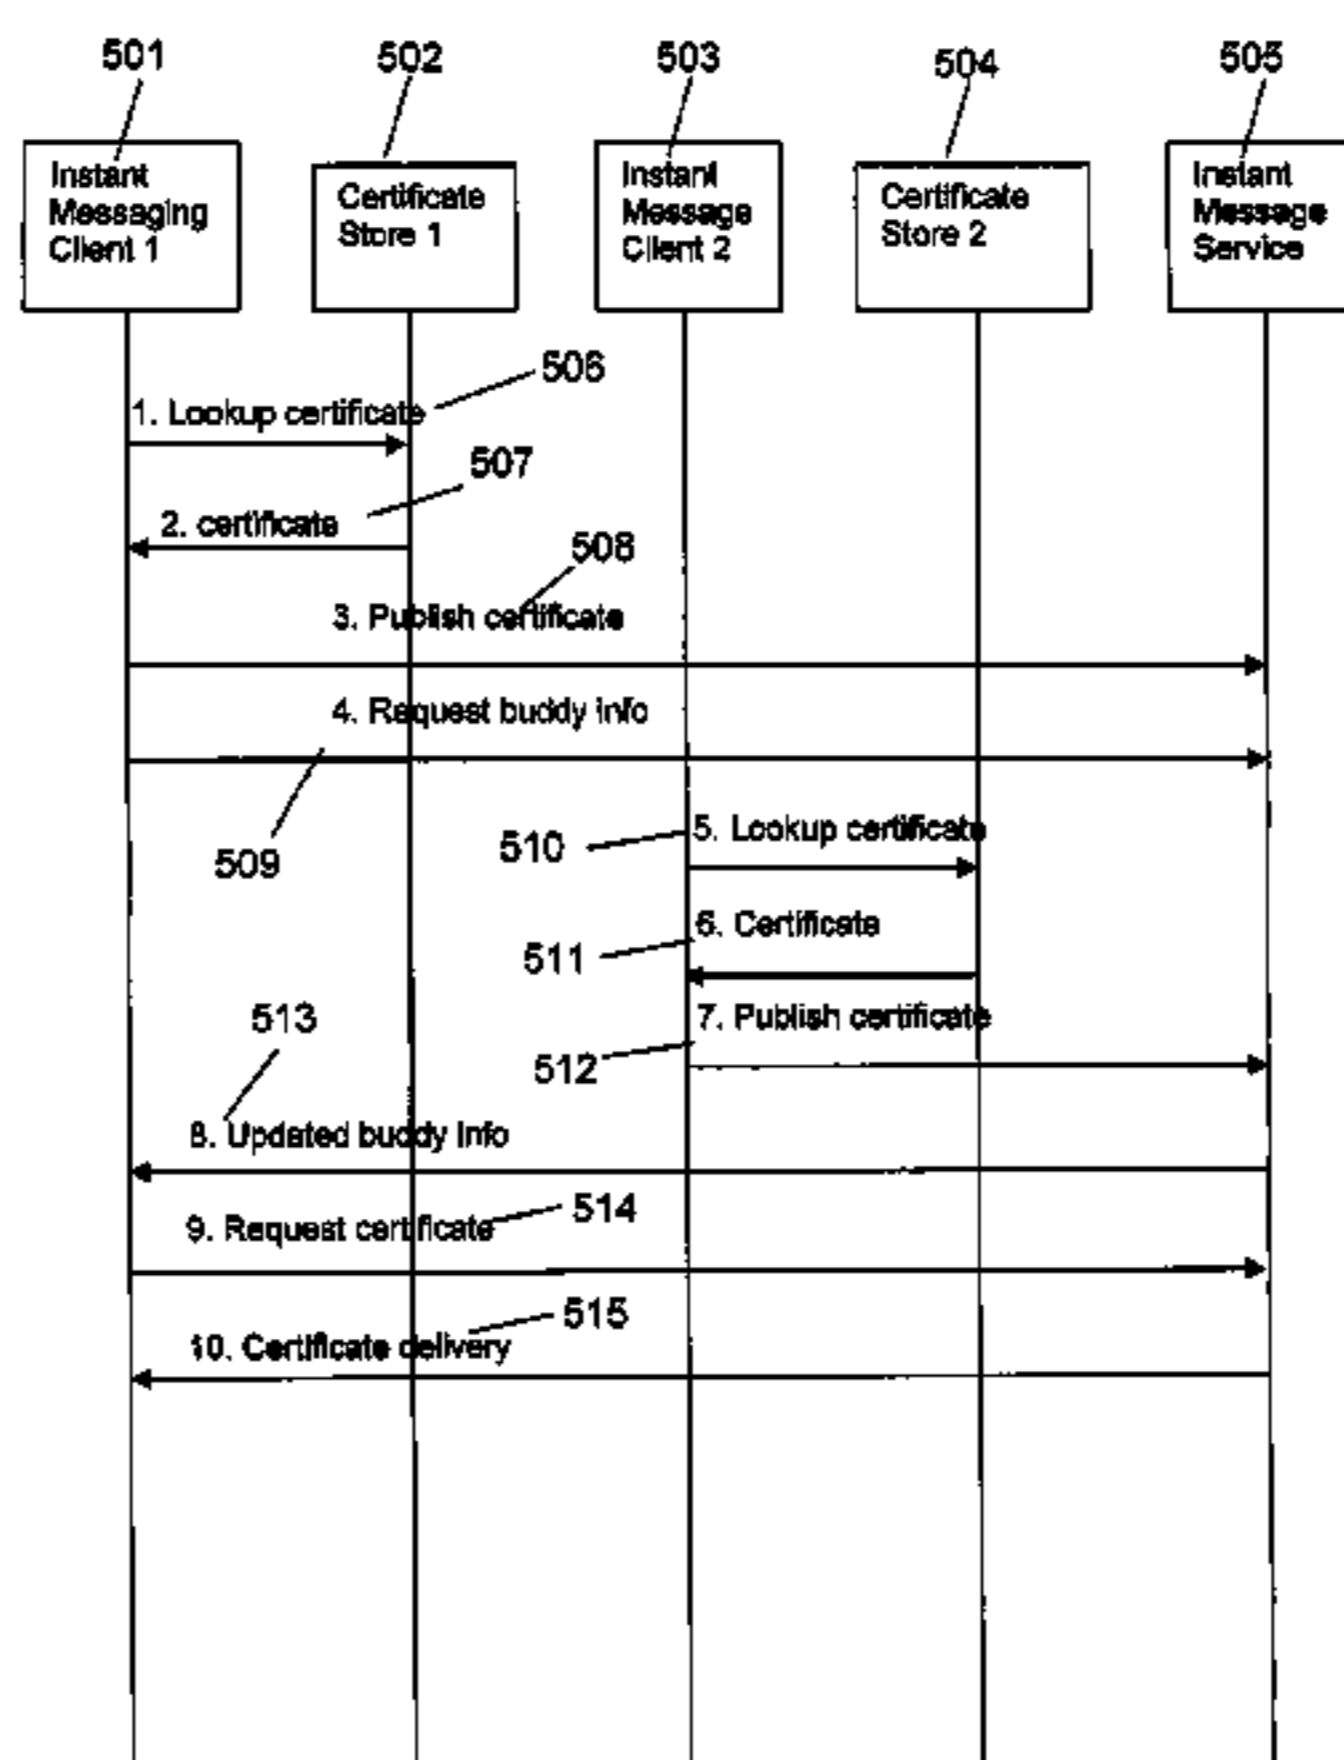 501
502
503
504
505
Instant
Messaging
Client 1
Certificate
Store 1
Instant
Message
Client 2
Certificate
Store 2
Instant
Message
Service
506
1. Lookup certificate
507
2. certificate
508
3. Publish certificate
4. Request buddy info
509
510
5. Lookup certificate
6. Certificate
511
513
7. Publish certificate
512
8. Updated buddy info
514
9. Request certificate
515
10. Certificate delivery